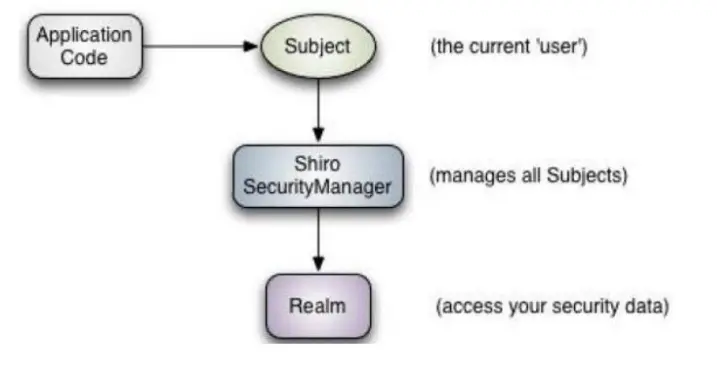 Application
Code
Subject
(the current 'user')
Shiro
SecurityManager
(manages all Subjects)
Realm
(access your security data)